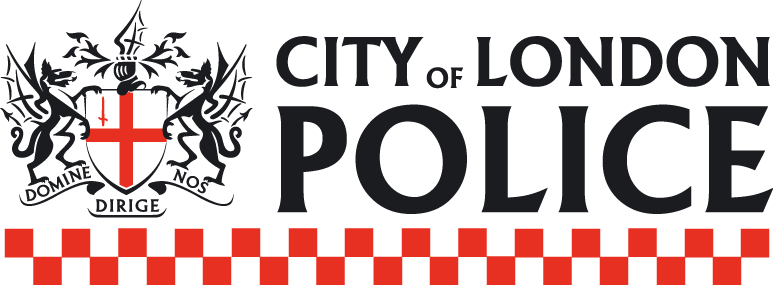 CITY OF LONDON
POLICE
DOMINE DIRIGE NOS